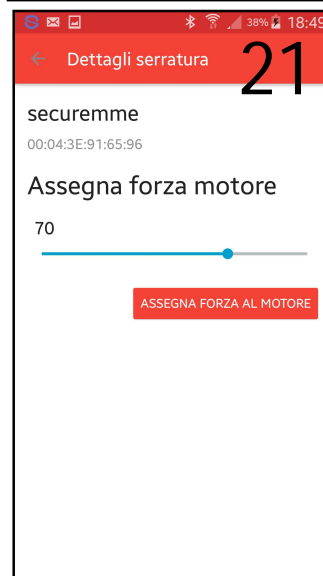 38% 18:49
Dettagli serratura
21
securemme
00:04:3E:91:65:96
Assegna forza motore
70
ASSEGNA FORZA AL MOTORE